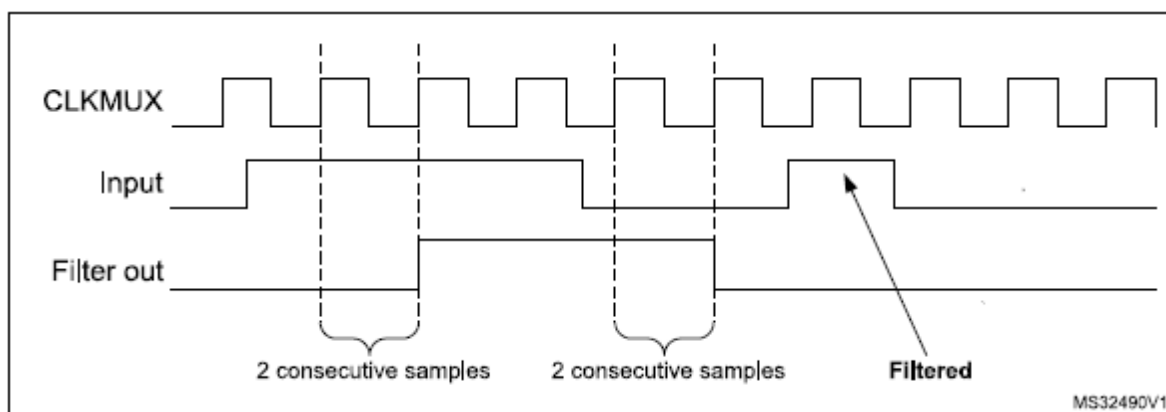 CLKMUX
Input
Filter out
2 consecutive samples
2 consecutive samples
Filtered
MS32490V1